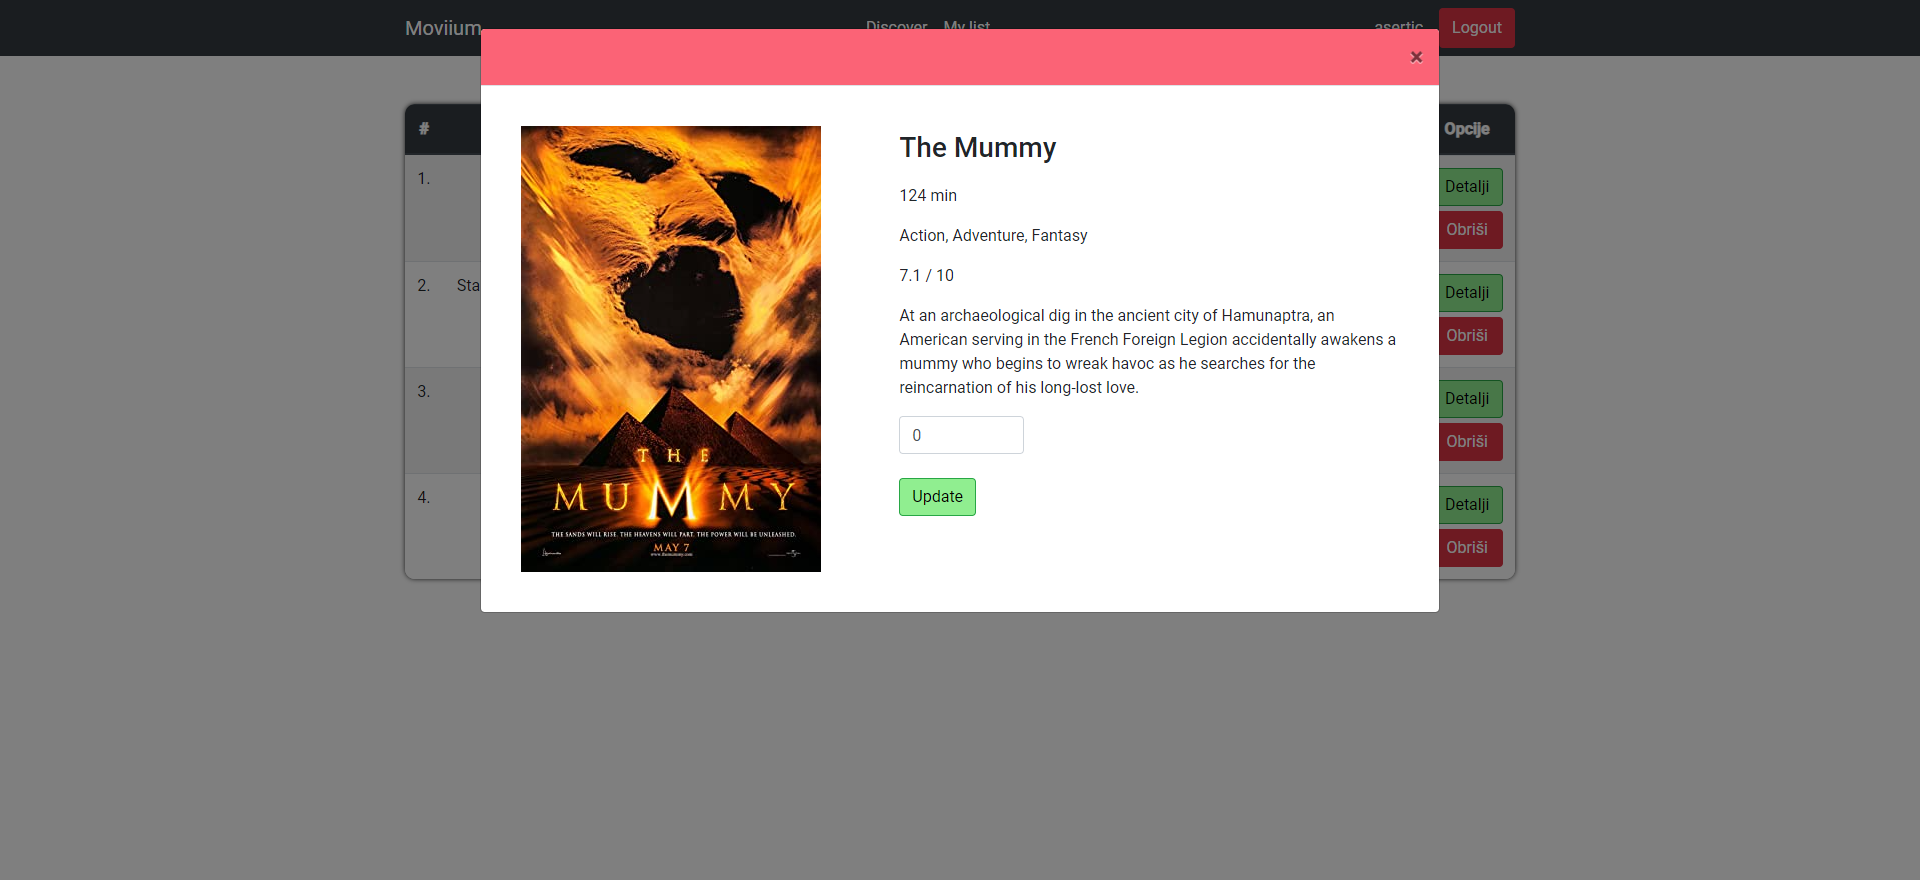 Moviium
Discover My list
asertic
Logout
×
# Opcije
1.
Detalji
Obriši
2. Sta
Detalji
Obriši
3.
Detalji
Obriši
4.
Detalji
Obriši
THE
MUMMY
THE SANDS WILL RISE. THE HEAVENS WILL PART. THE POWER WILL BE UNLEASHED.
MAY 7
www.themummy.com
The Mummy
124 min
Action, Adventure, Fantasy
7.1 / 10
At an archaeological dig in the ancient city of Hamunaptra, an
American serving in the French Foreign Legion accidentally awakens a
mummy who begins to wreak havoc as he searches for the
reincarnation of his long-lost love.
0
Update